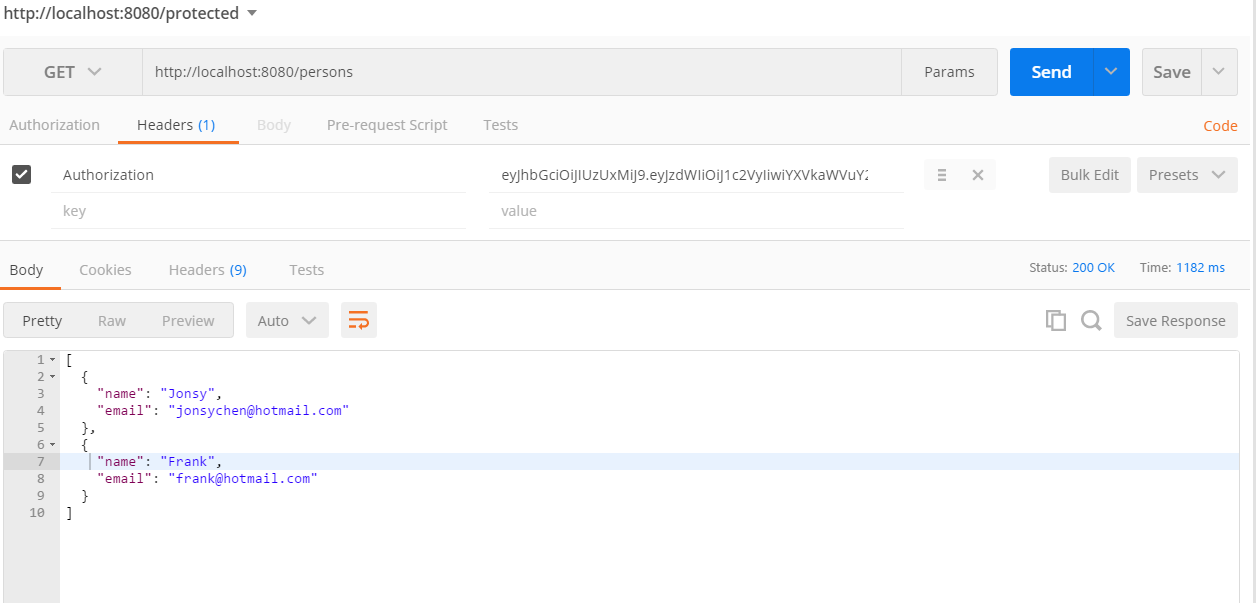 http://localhost:8080/protected
GET http://localhost:8080/persons Params Send Save
Authorization Headers (1) Body Pre-request Script Tests Code
Authorization eyJhbGciOiJIUzUxMiJ9.eyJzdWIiOiJ1c2VyIiwiYXVkaWVuY2 Bulk Edit Presets
key value
Body Cookies Headers (9) Tests Status: 200 OK Time: 1182 ms
Pretty Raw Preview Auto Save Response
1 [
2 {
3 "name": "Jonsy",
4 "email": "jonsychen@hotmail.com"
5 },
6 {
7 "name": "Frank",
8 "email": "frank@hotmail.com"
9 }
10 ]